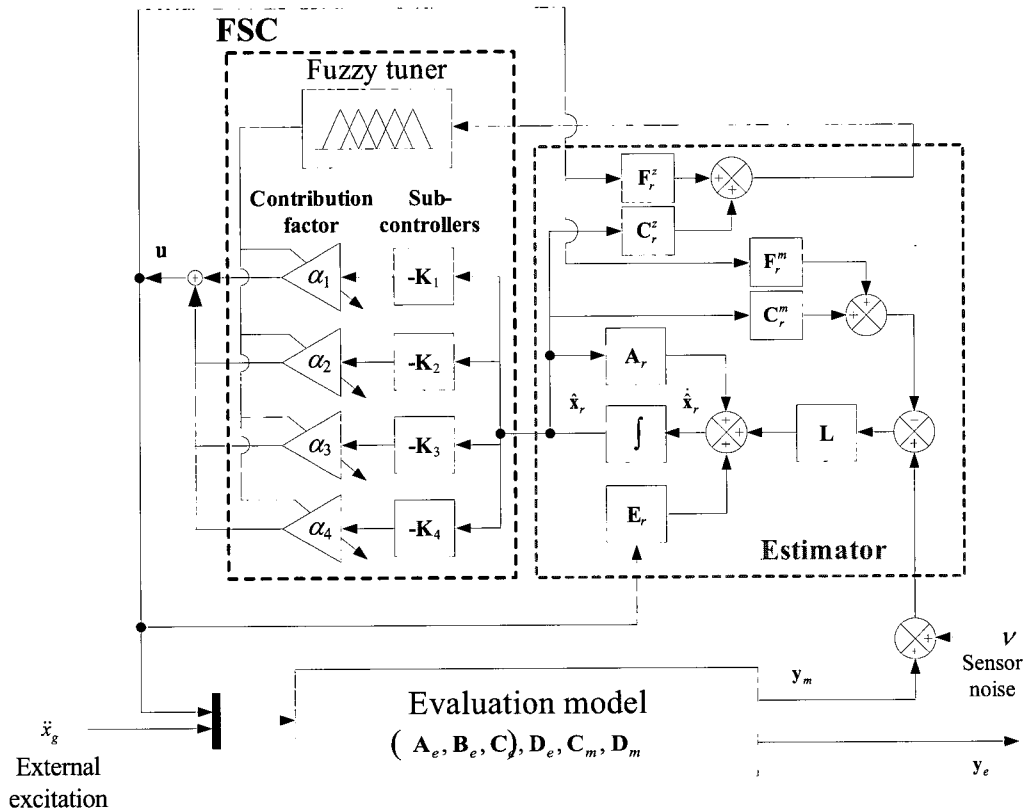 FSC
Fuzzy tuner
Contribution
factor
Sub-
controllers
u
α₁
-K₁
α₂
-K₂
α₃
-K₃
α₄
-K₄
F_r^z
+
+
C_r^z
F_r^m
+
+
C_r^m
A_r
x̂_r
∫
ẋ̂_r
+
+
+
L
−
+
E_r
Estimator
+
+
ν
Sensor
noise
y_m
Evaluation model
( A_e, B_e, C_e), D_e, C_m, D_m
ẍ_g
External
excitation
y_e